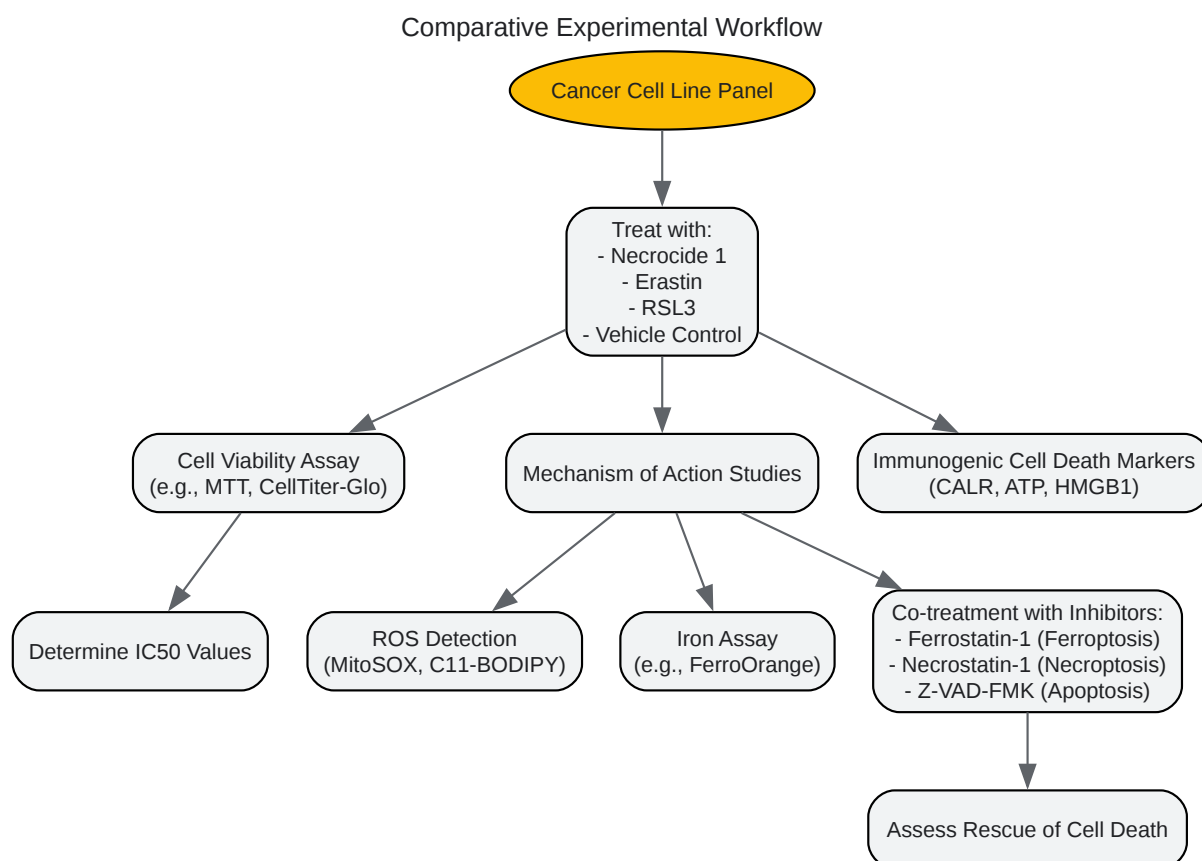 Comparative Experimental Workflow
Cancer Cell Line Panel
Treat with:
- Necrocide 1
- Erastin
- RSL3
- Vehicle Control
Cell Viability Assay
(e.g., MTT, CellTiter-Glo)
Mechanism of Action Studies
Immunogenic Cell Death Markers
(CALR, ATP, HMGB1)
Determine IC50 Values
ROS Detection
(MitoSOX, C11-BODIPY)
Iron Assay
(e.g., FerroOrange)
Co-treatment with Inhibitors:
- Ferrostatin-1 (Ferroptosis)
- Necrostatin-1 (Necroptosis)
- Z-VAD-FMK (Apoptosis)
Assess Rescue of Cell Death